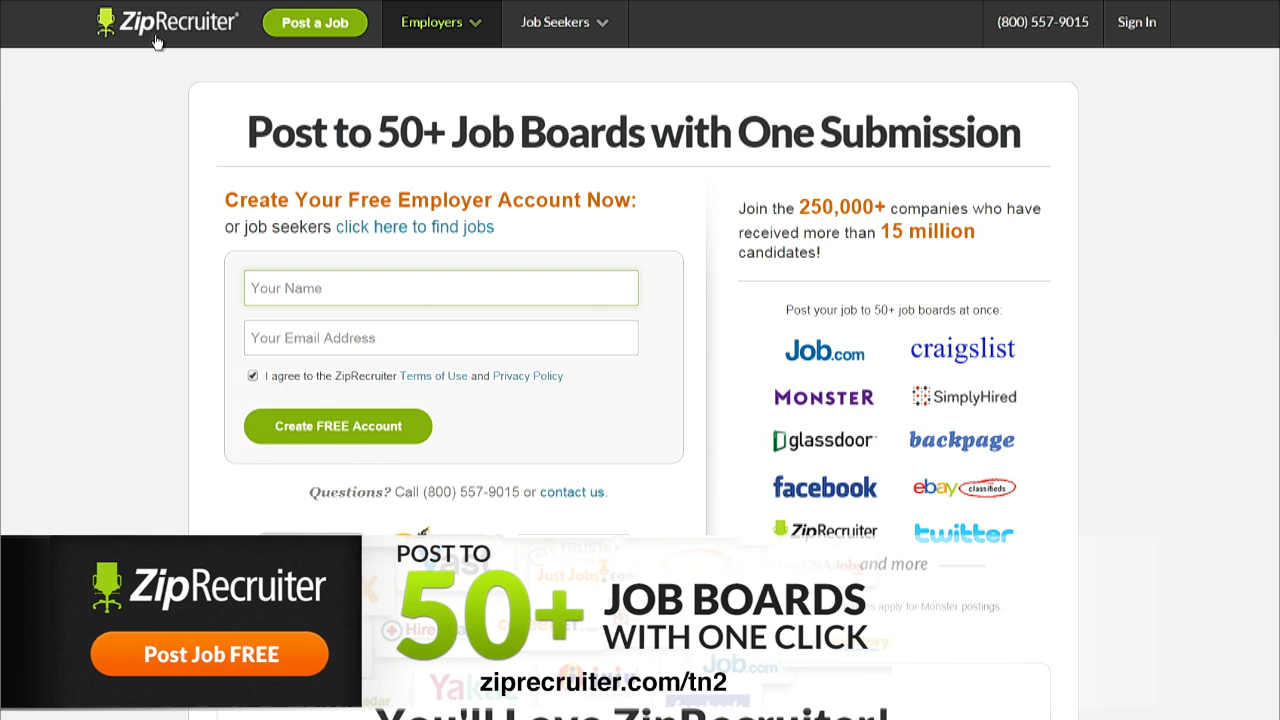 ZipRecruiter
Post a Job
Employers
Job Seekers
(800) 557-9015
Sign In
Post to 50+ Job Boards with One Submission
Create Your Free Employer Account Now:
or job seekers click here to find jobs
Your Name
Your Email Address
I agree to the ZipRecruiter Terms of Use and Privacy Policy
Create FREE Account
Questions? Call (800) 557-9015 or contact us.
Join the 250,000+ companies who have
received more than 15 million
candidates!
Post your job to 50+ job boards at once:
Job.com
craigslist
MONSTER
SimplyHired
glassdoor
backpage
facebook
ebay classifieds
ZipRecruiter
twitter
and more
apply for Monster postings.
ZipRecruiter
Post Job FREE
POST TO
50+
JOB BOARDS
WITH ONE CLICK
Just Jobs.com
Job.com
ziprecruiter.com/tn2
You'll Love ZipRecruiter!